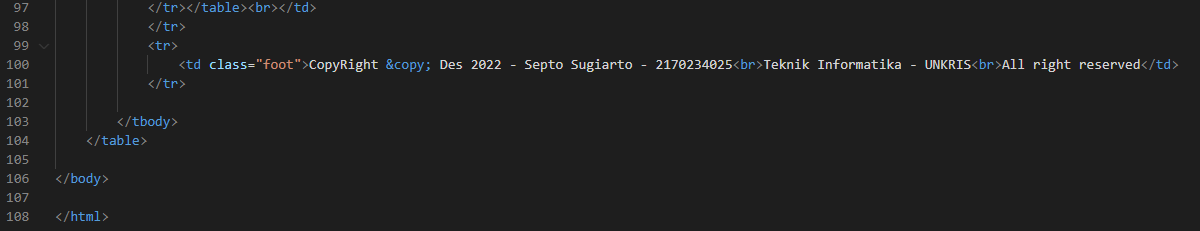 97 </tr></table><br></td>
98 </tr>
99 <tr>
100 <td class="foot">CopyRight &copy; Des 2022 - Septo Sugiarto - 2170234025<br>Teknik Informatika - UNKRIS<br>All right reserved</td>
101 </tr>
102
103 </tbody>
104 </table>
105
106 </body>
107
108 </html>